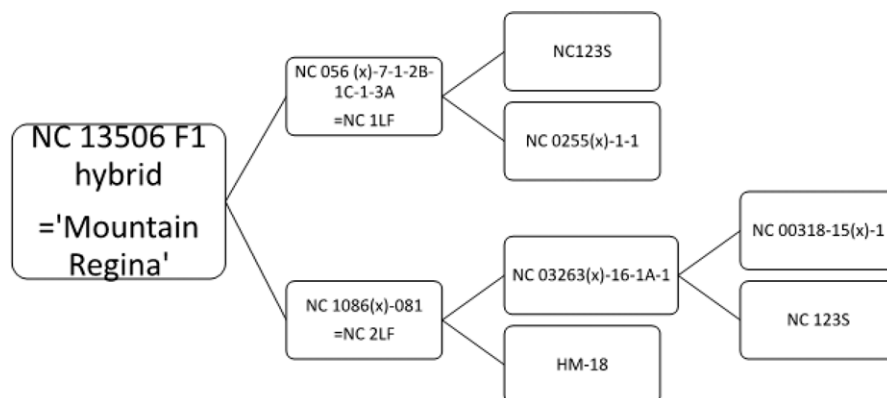 NC 13506 F1
hybrid
='Mountain
Regina'
NC 056 (x)-7-1-2B-
1C-1-3A
=NC 1LF
NC123S
NC 0255(x)-1-1
NC 1086(x)-081
=NC 2LF
NC 03263(x)-16-1A-1
HM-18
NC 00318-15(x)-1
NC 123S